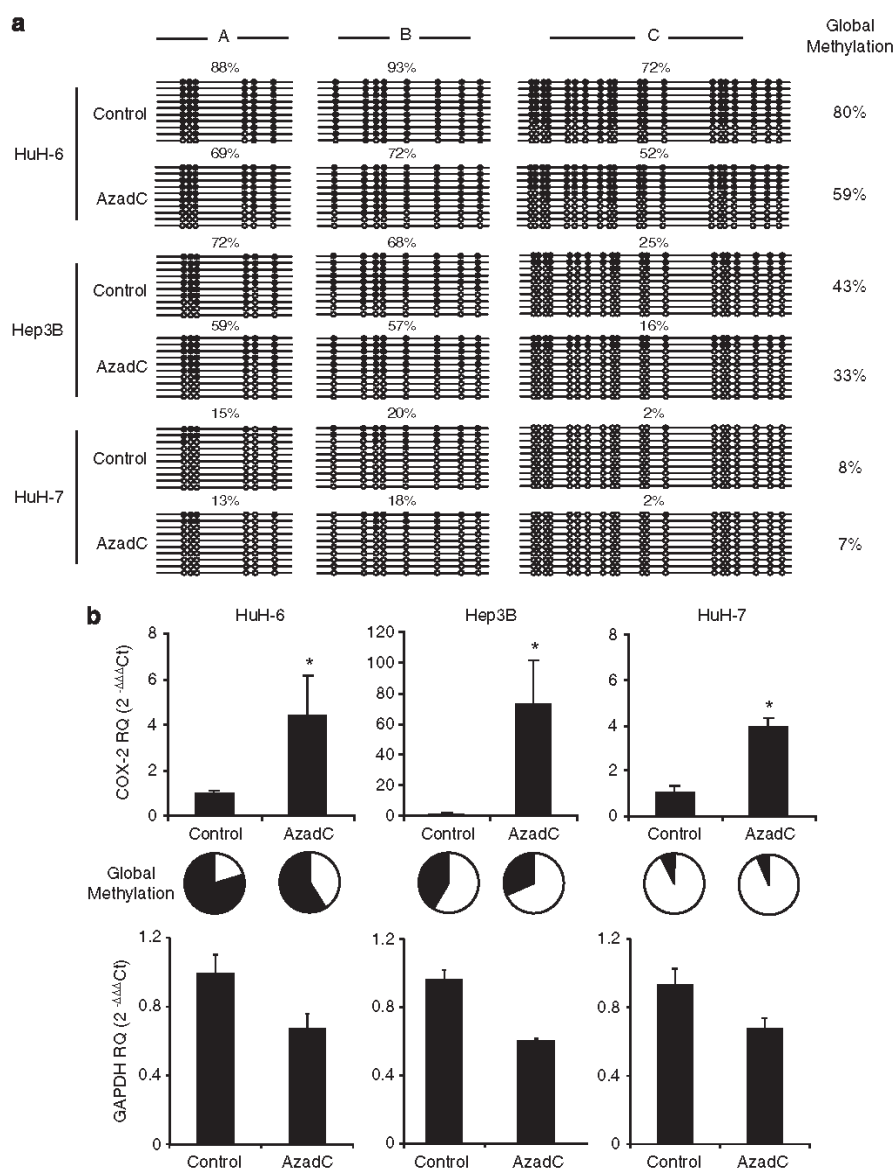 a
A B C Global Methylation
88% 93% 72%
Control 80%
HuH-6
69% 72% 52%
AzadC 59%
72% 68% 25%
Control 43%
Hep3B
59% 57% 16%
AzadC 33%
15% 20% 2%
Control 8%
HuH-7
13% 18% 2%
AzadC 7%
b
HuH-6 Hep3B HuH-7
COX-2 RQ (2 -ΔΔΔCt)
8 6 4 2 0
*
Control AzadC
120 100 80 60 40 20 0
*
Control AzadC
8 6 4 2 0
*
Control AzadC
Global
Methylation
GAPDH RQ (2 -ΔΔΔCt)
1.2 0.8 0.4 0
Control AzadC
1.2 0.8 0.4 0
Control AzadC
1.2 0.8 0.4 0
Control AzadC